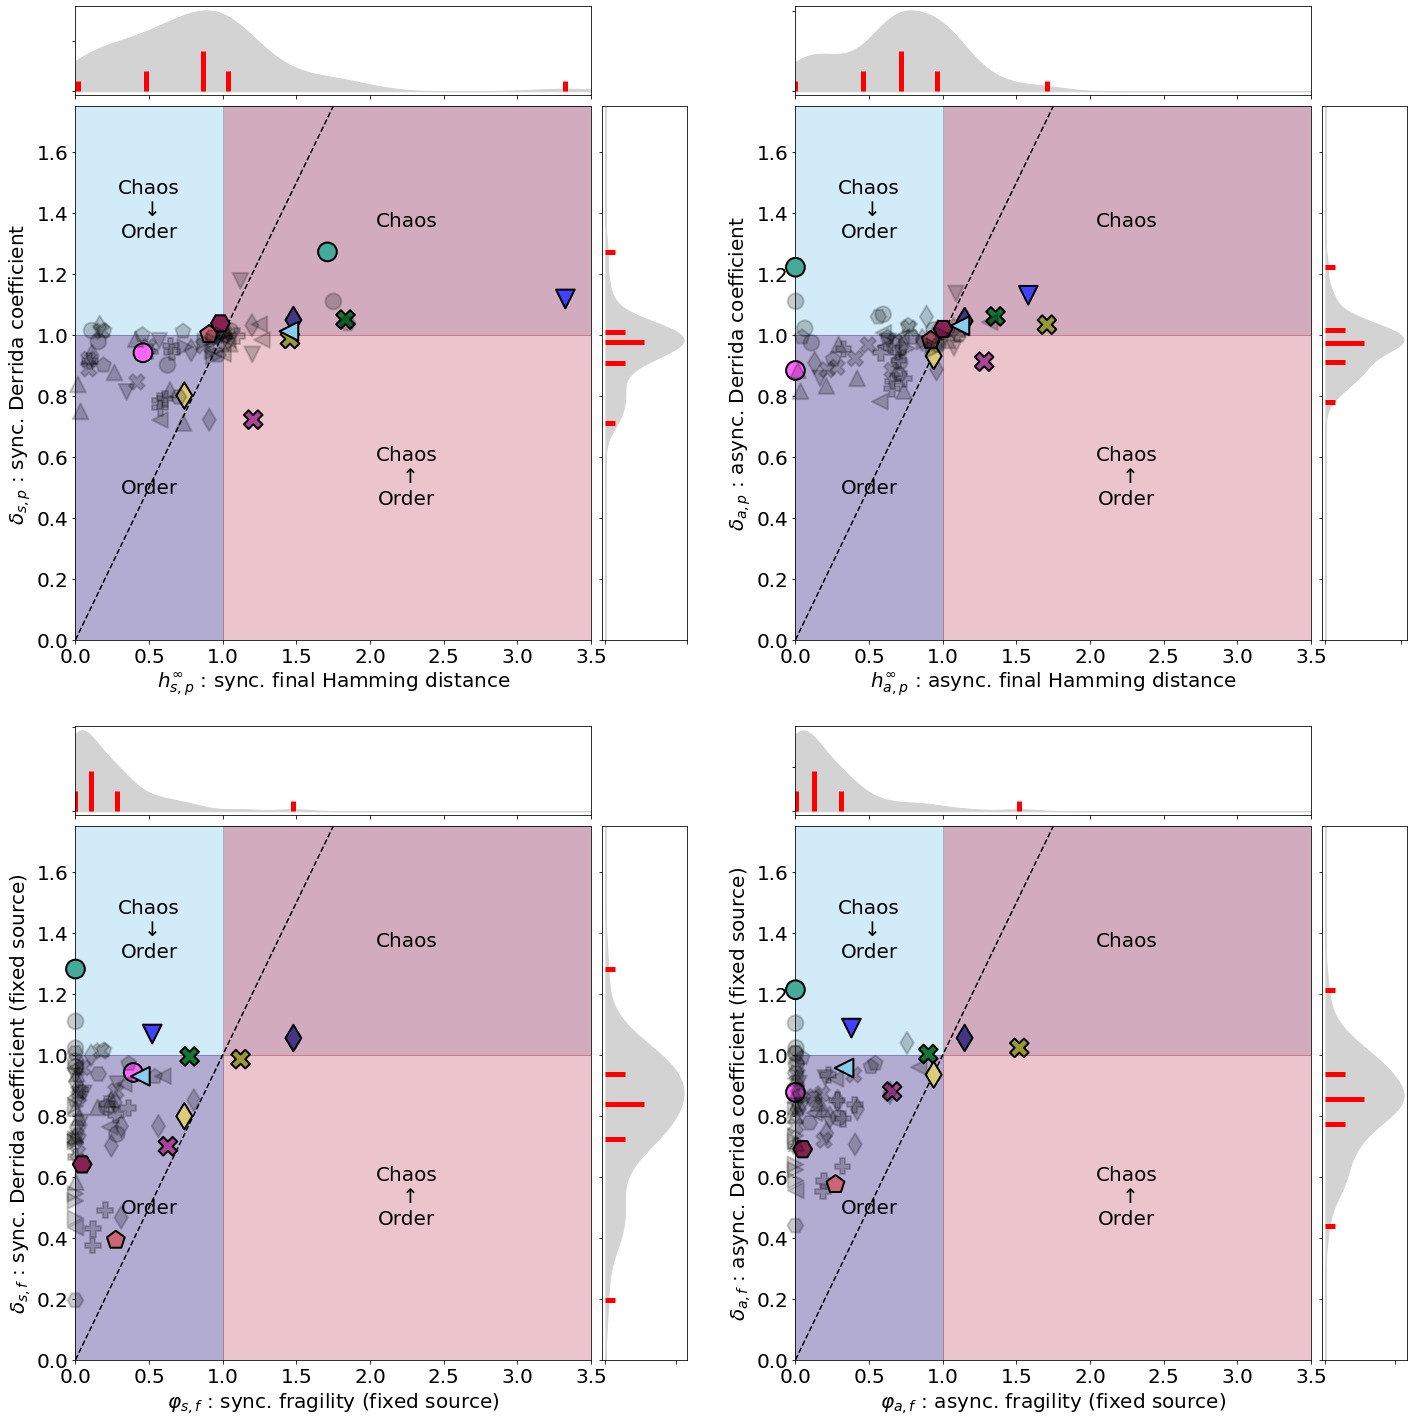 1.6
1.4
1.2
1.0
0.8
0.6
0.4
0.2
0.0
δs,p : sync. Derrida coefficient
Chaos
↓
Order
Chaos
Order
Chaos
↑
Order
0.0 0.5 1.0 1.5 2.0 2.5 3.0 3.5
h∞s,p : sync. final Hamming distance
1.6
1.4
1.2
1.0
0.8
0.6
0.4
0.2
0.0
δa,p : async. Derrida coefficient
Chaos
↓
Order
Chaos
Order
Chaos
↑
Order
0.0 0.5 1.0 1.5 2.0 2.5 3.0 3.5
h∞a,p : async. final Hamming distance
1.6
1.4
1.2
1.0
0.8
0.6
0.4
0.2
0.0
δs,f : sync. Derrida coefficient (fixed source)
Chaos
↓
Order
Chaos
Order
Chaos
↑
Order
0.0 0.5 1.0 1.5 2.0 2.5 3.0 3.5
φs,f : sync. fragility (fixed source)
1.6
1.4
1.2
1.0
0.8
0.6
0.4
0.2
0.0
δa,f : async. Derrida coefficient (fixed source)
Chaos
↓
Order
Chaos
Order
Chaos
↑
Order
0.0 0.5 1.0 1.5 2.0 2.5 3.0 3.5
φa,f : async. fragility (fixed source)